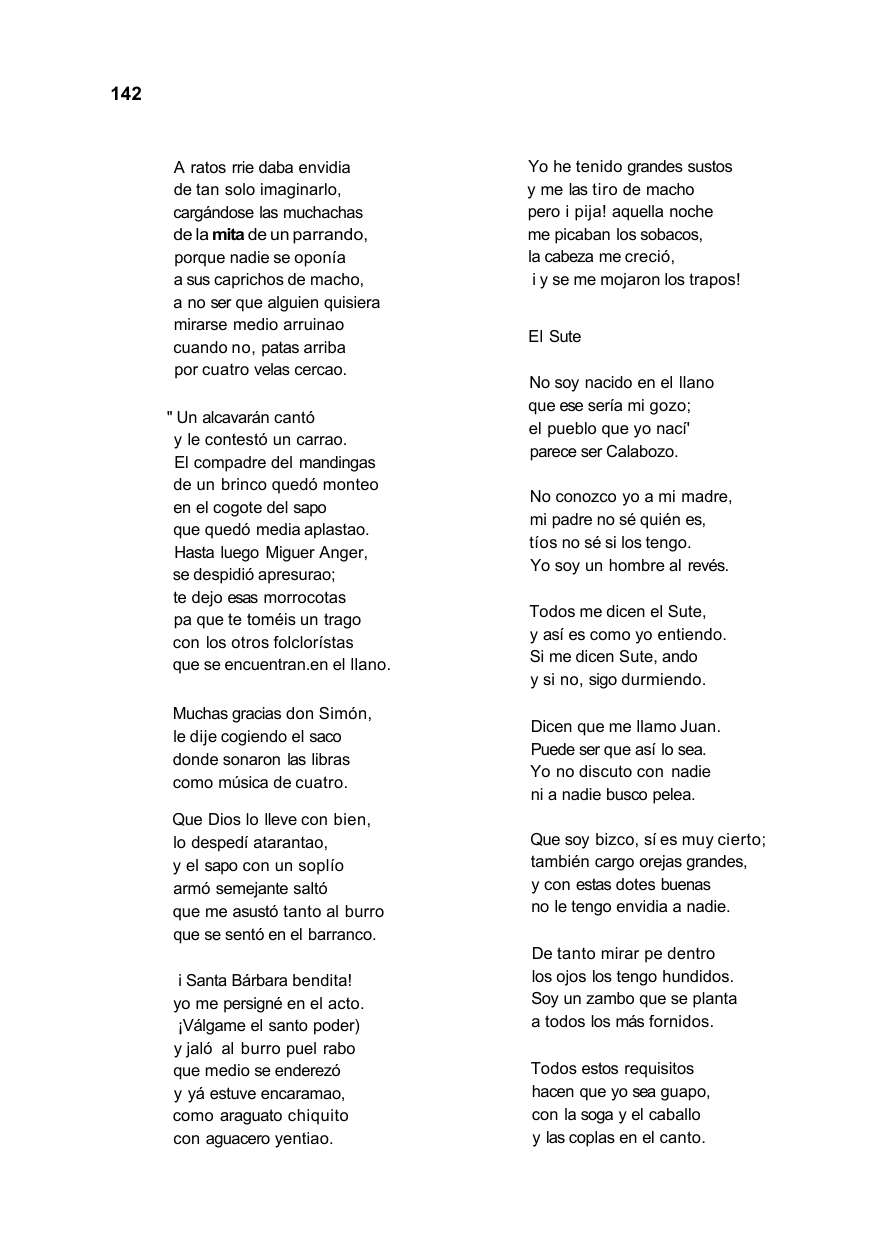 142
A ratos rrie daba envidia
de tan solo imaginarlo,
cargándose las muchachas
de la mita de un parrando,
porque nadie se oponía
a sus caprichos de macho,
a no ser que alguien quisiera
mirarse medio arruinao
cuando no, patas arriba
por cuatro velas cercao.
" Un alcavarán cantó
y le contestó un carrao.
El compadre del mandingas
de un brinco quedó monteo
en el cogote del sapo
que quedó media aplastao.
Hasta luego Miguer Anger,
se despidió apresurao;
te dejo esas morrocotas
pa que te toméis un trago
con los otros folclorístas
que se encuentran.en el llano.
Muchas gracias don Simón,
le dije cogiendo el saco
donde sonaron las libras
como música de cuatro.
Que Dios lo lleve con bien,
lo despedí atarantao,
y el sapo con un soplío
armó semejante saltó
que me asustó tanto al burro
que se sentó en el barranco.
i Santa Bárbara bendita!
yo me persigné en el acto.
¡Válgame el santo poder)
y jaló al burro puel rabo
que medio se enderezó
y yá estuve encaramao,
como araguato chiquito
con aguacero yentiao.
Yo he tenido grandes sustos
y me las tiro de macho
pero i pija! aquella noche
me picaban los sobacos,
la cabeza me creció,
i y se me mojaron los trapos!
El Sute
No soy nacido en el llano
que ese sería mi gozo;
el pueblo que yo nací'
parece ser Calabozo.
No conozco yo a mi madre,
mi padre no sé quién es,
tíos no sé si los tengo.
Yo soy un hombre al revés.
Todos me dicen el Sute,
y así es como yo entiendo.
Si me dicen Sute, ando
y si no, sigo durmiendo.
Dicen que me llamo Juan.
Puede ser que así lo sea.
Yo no discuto con nadie
ni a nadie busco pelea.
Que soy bizco, sí es muy cierto;
también cargo orejas grandes,
y con estas dotes buenas
no le tengo envidia a nadie.
De tanto mirar pe dentro
los ojos los tengo hundidos.
Soy un zambo que se planta
a todos los más fornidos.
Todos estos requisitos
hacen que yo sea guapo,
con la soga y el caballo
y las coplas en el canto.